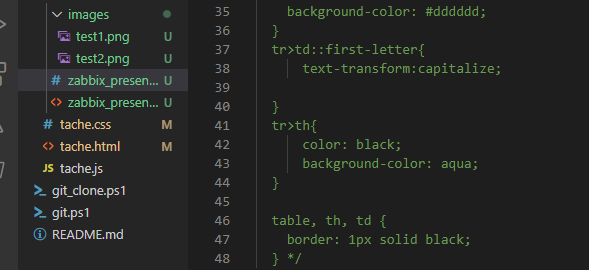 images
test1.png U
test2.png U
# zabbix_presen... U
<> zabbix_presen... U
# tache.css M
<> tache.html M
JS tache.js
git_clone.ps1
git.ps1
README.md
35 background-color: #dddddd;
36 }
37 tr>td::first-letter{
38 text-transform:capitalize;
39
40 }
41 tr>th{
42 color: black;
43 background-color: aqua;
44 }
45
46 table, th, td {
47 border: 1px solid black;
48 } */